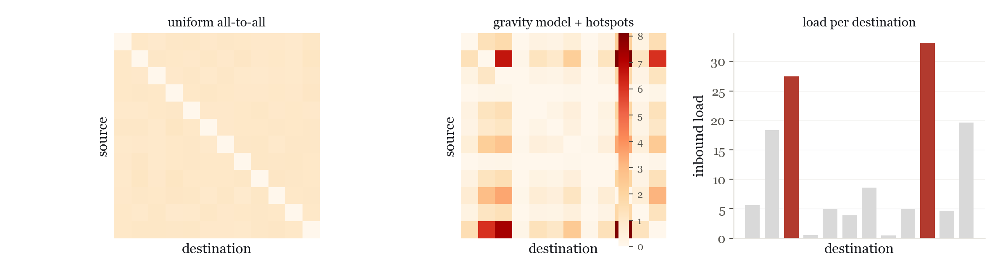 uniform all-to-all
source
destination
gravity model + hotspots
source
destination
8
7
6
5
4
3
2
1
0
load per destination
inbound load
30
25
20
15
10
5
0
destination